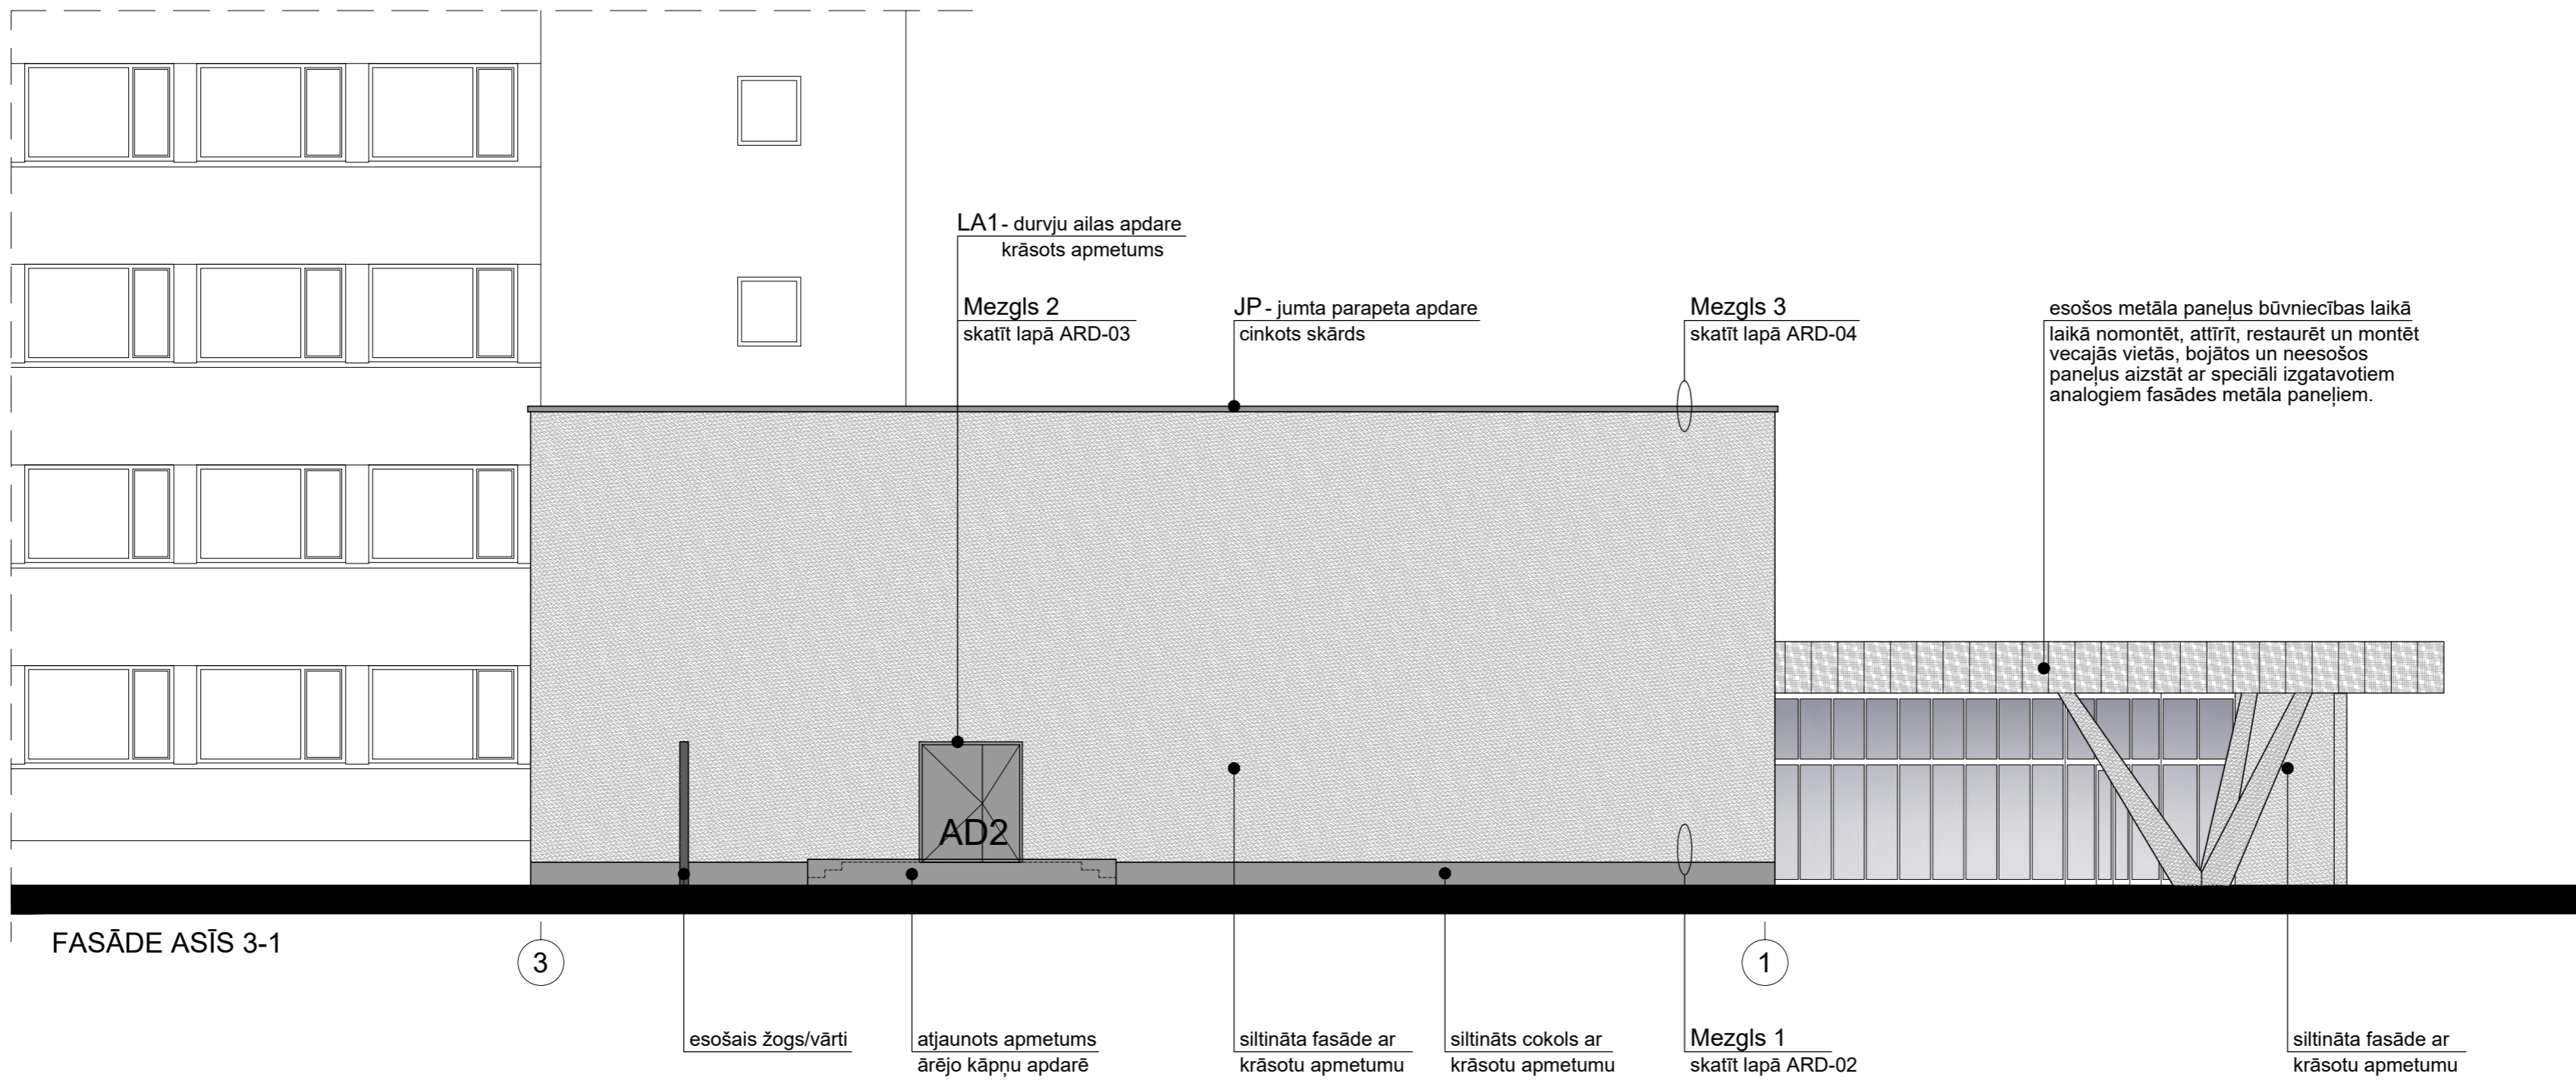 LA1 - durvju ailas apdare
krāsots apmetums
Mezgls 2
skatīt lapā ARD-03
JP - jumta parapeta apdare
cinkots skārds
Mezgls 3
skatīt lapā ARD-04
esošos metāla paneļus būvniecības laikā
laikā nomontēt, attīrīt, restaurēt un montēt
vecajās vietās, bojātos un neesošos
paneļus aizstāt ar speciāli izgatavotiem
analogiem fasādes metāla paneļiem.
AD2
FASĀDE ASĪS 3-1
3
1
esošais žogs/vārti
atjaunots apmetums
ārējo kāpņu apdarē
siltināta fasāde ar
krāsotu apmetumu
siltināts cokols ar
krāsotu apmetumu
Mezgls 1
skatīt lapā ARD-02
siltināta fasāde ar
krāsotu apmetumu